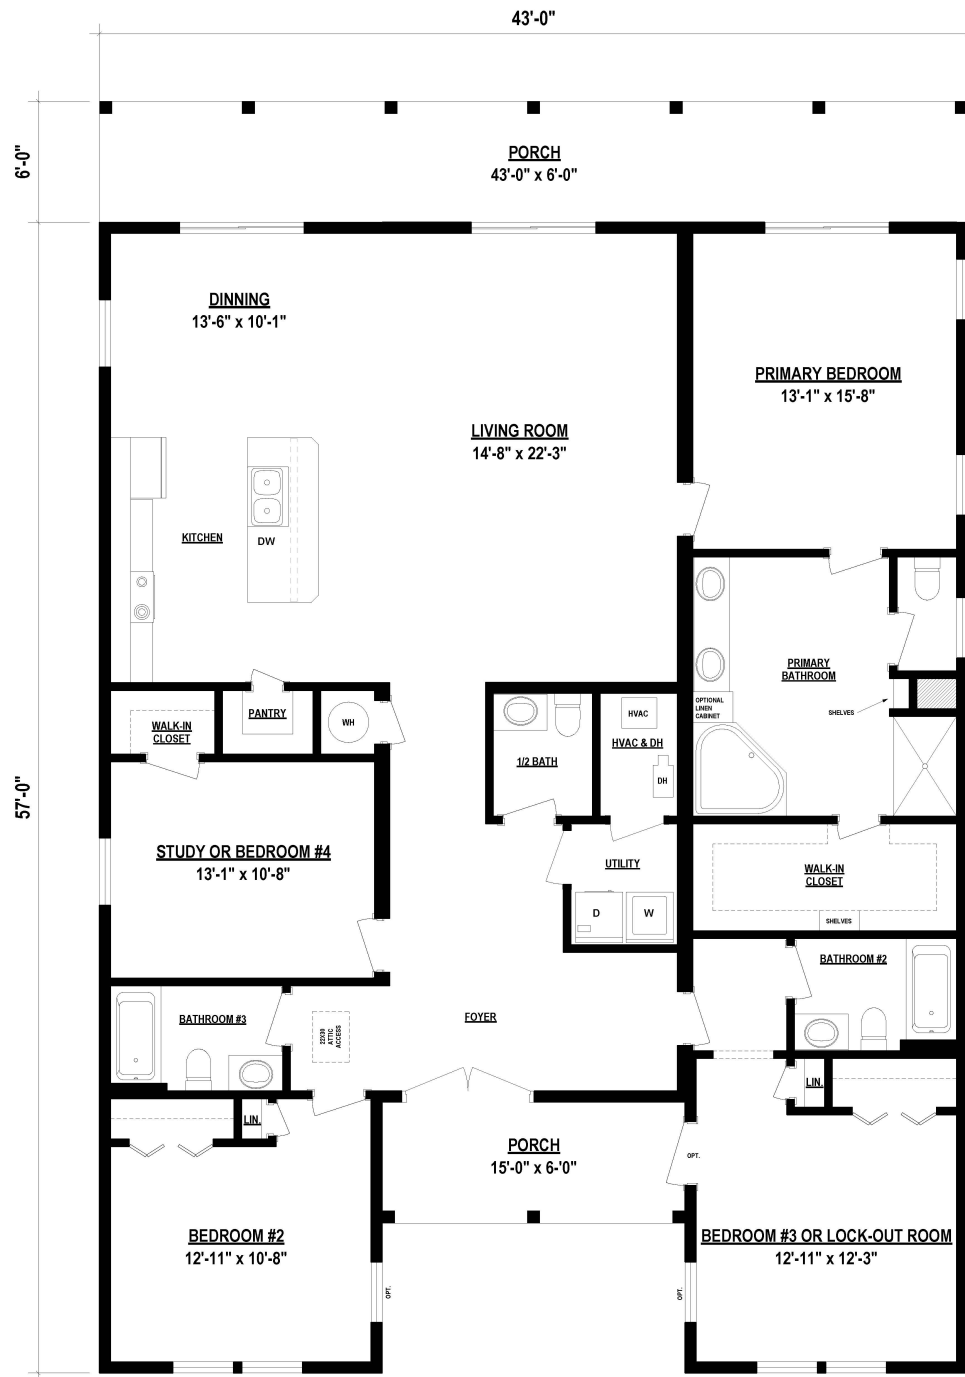 43'-0"
6'-0"
PORCH
43'-0" x 6'-0"
DINNING
13'-6" x 10'-1"
PRIMARY BEDROOM
13'-1" x 15'-8"
LIVING ROOM
14'-8" x 22'-3"
KITCHEN
DW
PRIMARY
BATHROOM
OPTIONAL
LINEN
CABINET
SHELVES
WALK-IN
CLOSET
PANTRY
WH
HVAC
HVAC & DH
DH
1/2 BATH
57'-0"
STUDY OR BEDROOM #4
13'-1" x 10'-8"
UTILITY
D
W
WALK-IN
CLOSET
SHELVES
BATHROOM #2
BATHROOM #3
22X30
ATTIC
ACCESS
FOYER
LIN.
LIN.
PORCH
15'-0" x 6-'0"
OPT.
BEDROOM #2
12'-11" x 10'-8"
BEDROOM #3 OR LOCK-OUT ROOM
12'-11" x 12'-3"
OPT.
OPT.